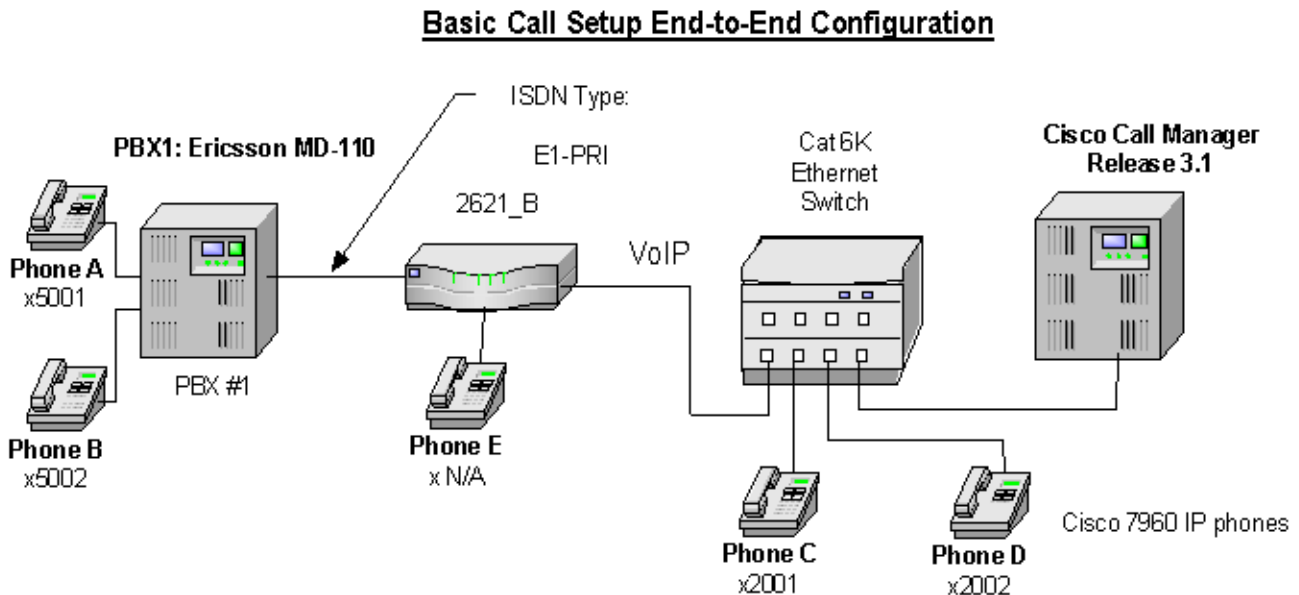 Basic Call Setup End-to-End Configuration
ISDN Type:
E1-PRI
PBX1: Ericsson MD-110
2621_B
VoIP
Cat6K
Ethernet
Switch
Cisco Call Manager
Release 3.1
Phone A
x5001
PBX #1
Phone B
x5002
Phone E
x N/A
Phone C
x2001
Phone D
x2002
Cisco 7960 IP phones